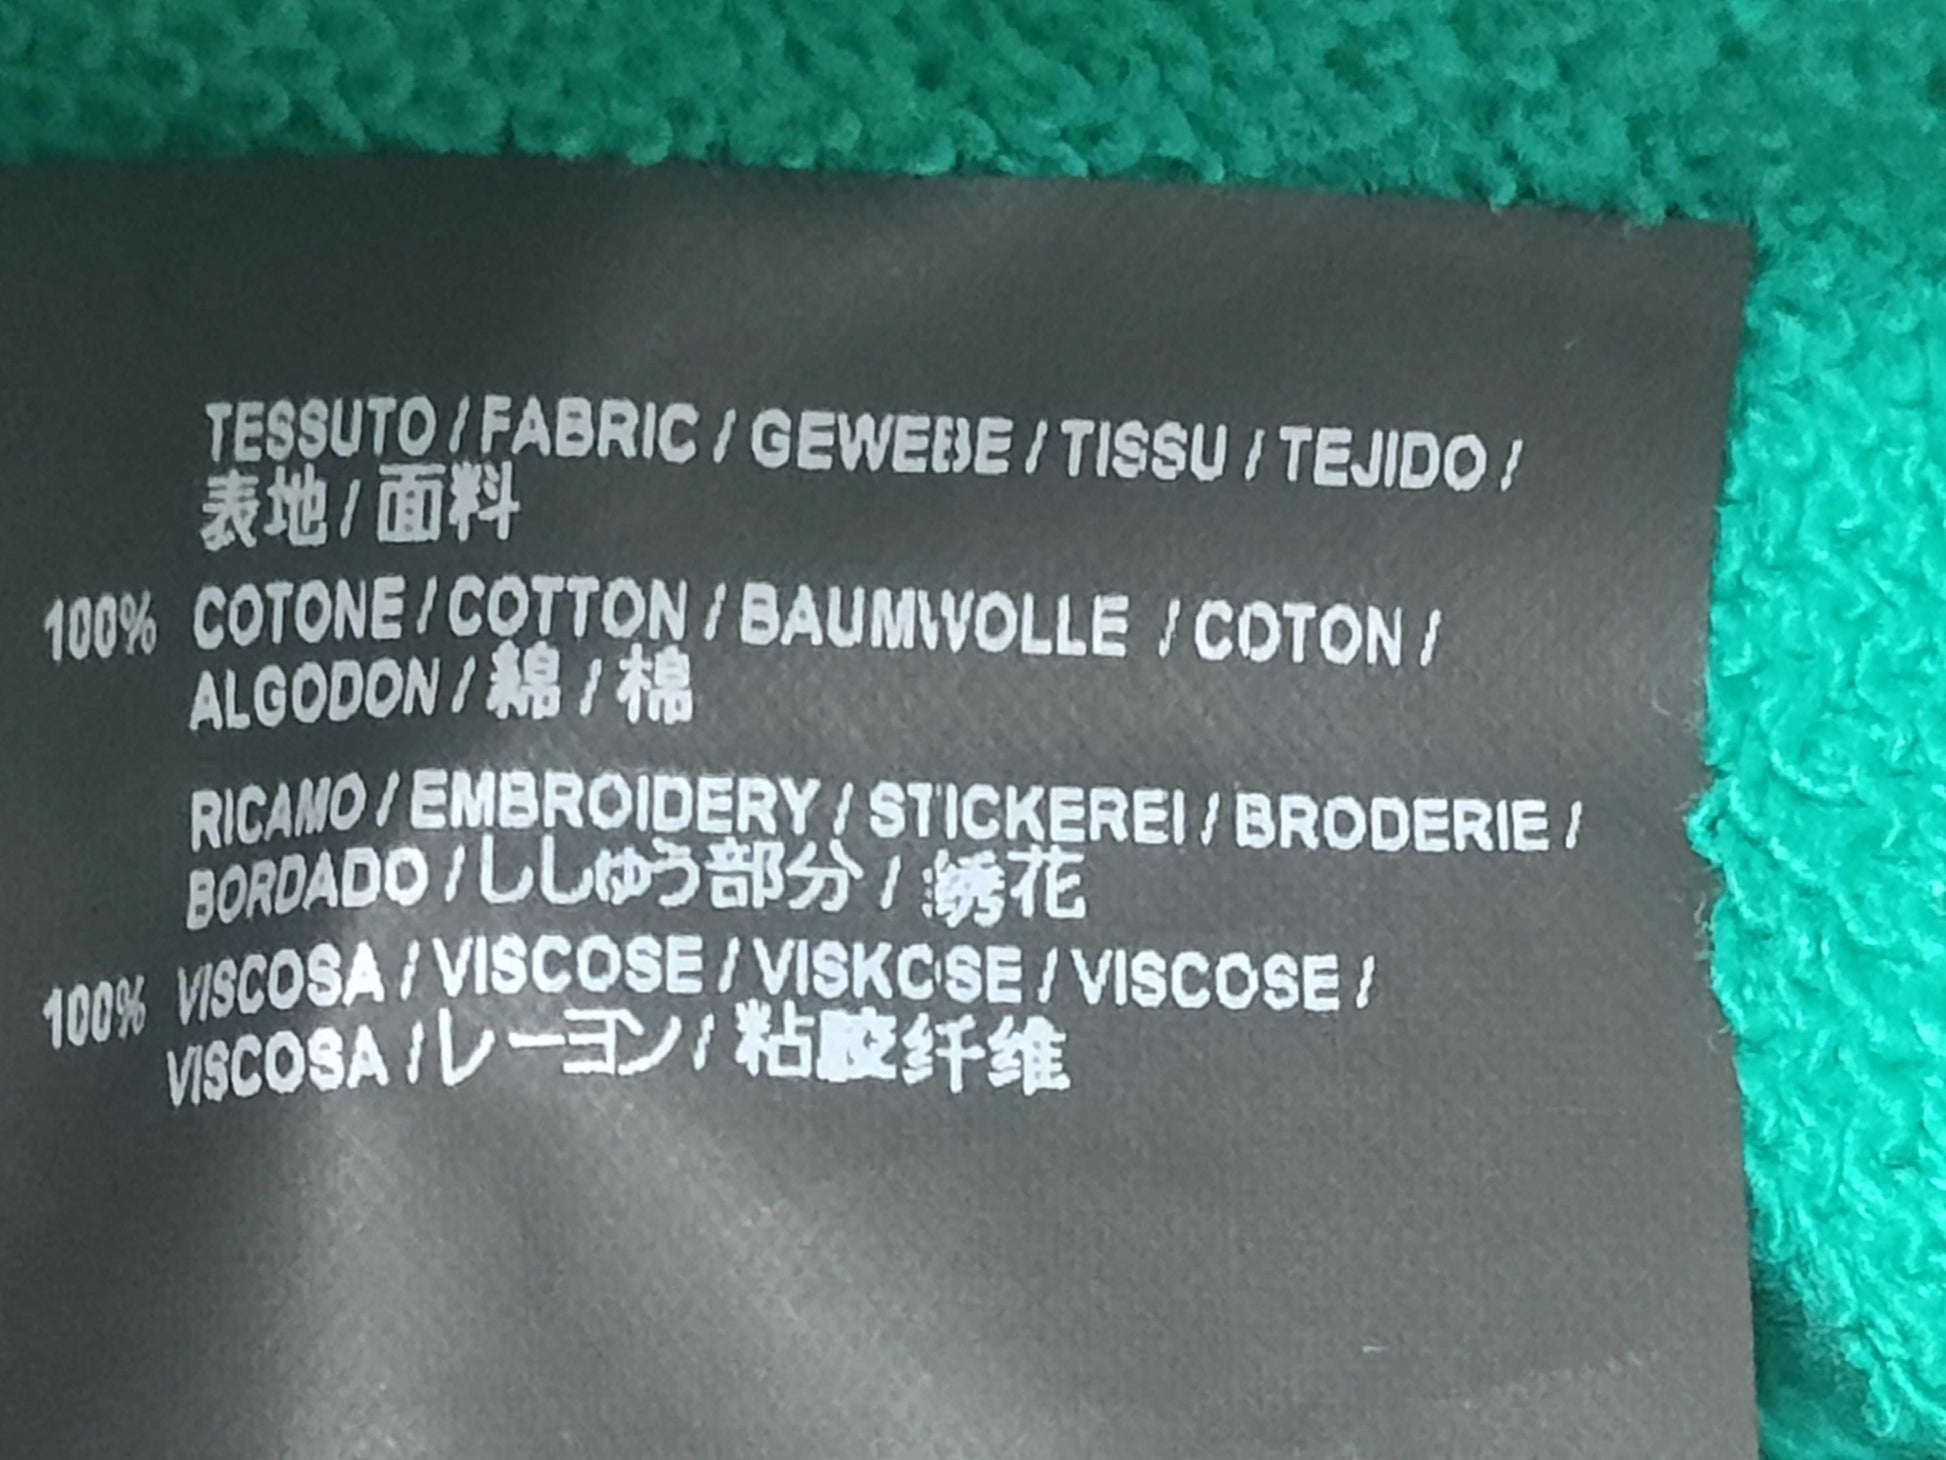 TESSUTO / FABRIC / GEWEBE / TISSU / TEJIDO /
表地 / 面料
100% COTONE / COTTON / BAUMWOLLE / COTON /
ALGODON / 綿 / 棉
RICAMO / EMBROIDERY / STICKEREI / BRODERIE /
BORDADO / ししゅう部分 / 绣花
100% VISCOSA / VISCOSE / VISKOSE / VISCOSE /
VISCOSA / レーヨン / 粘胶纤维